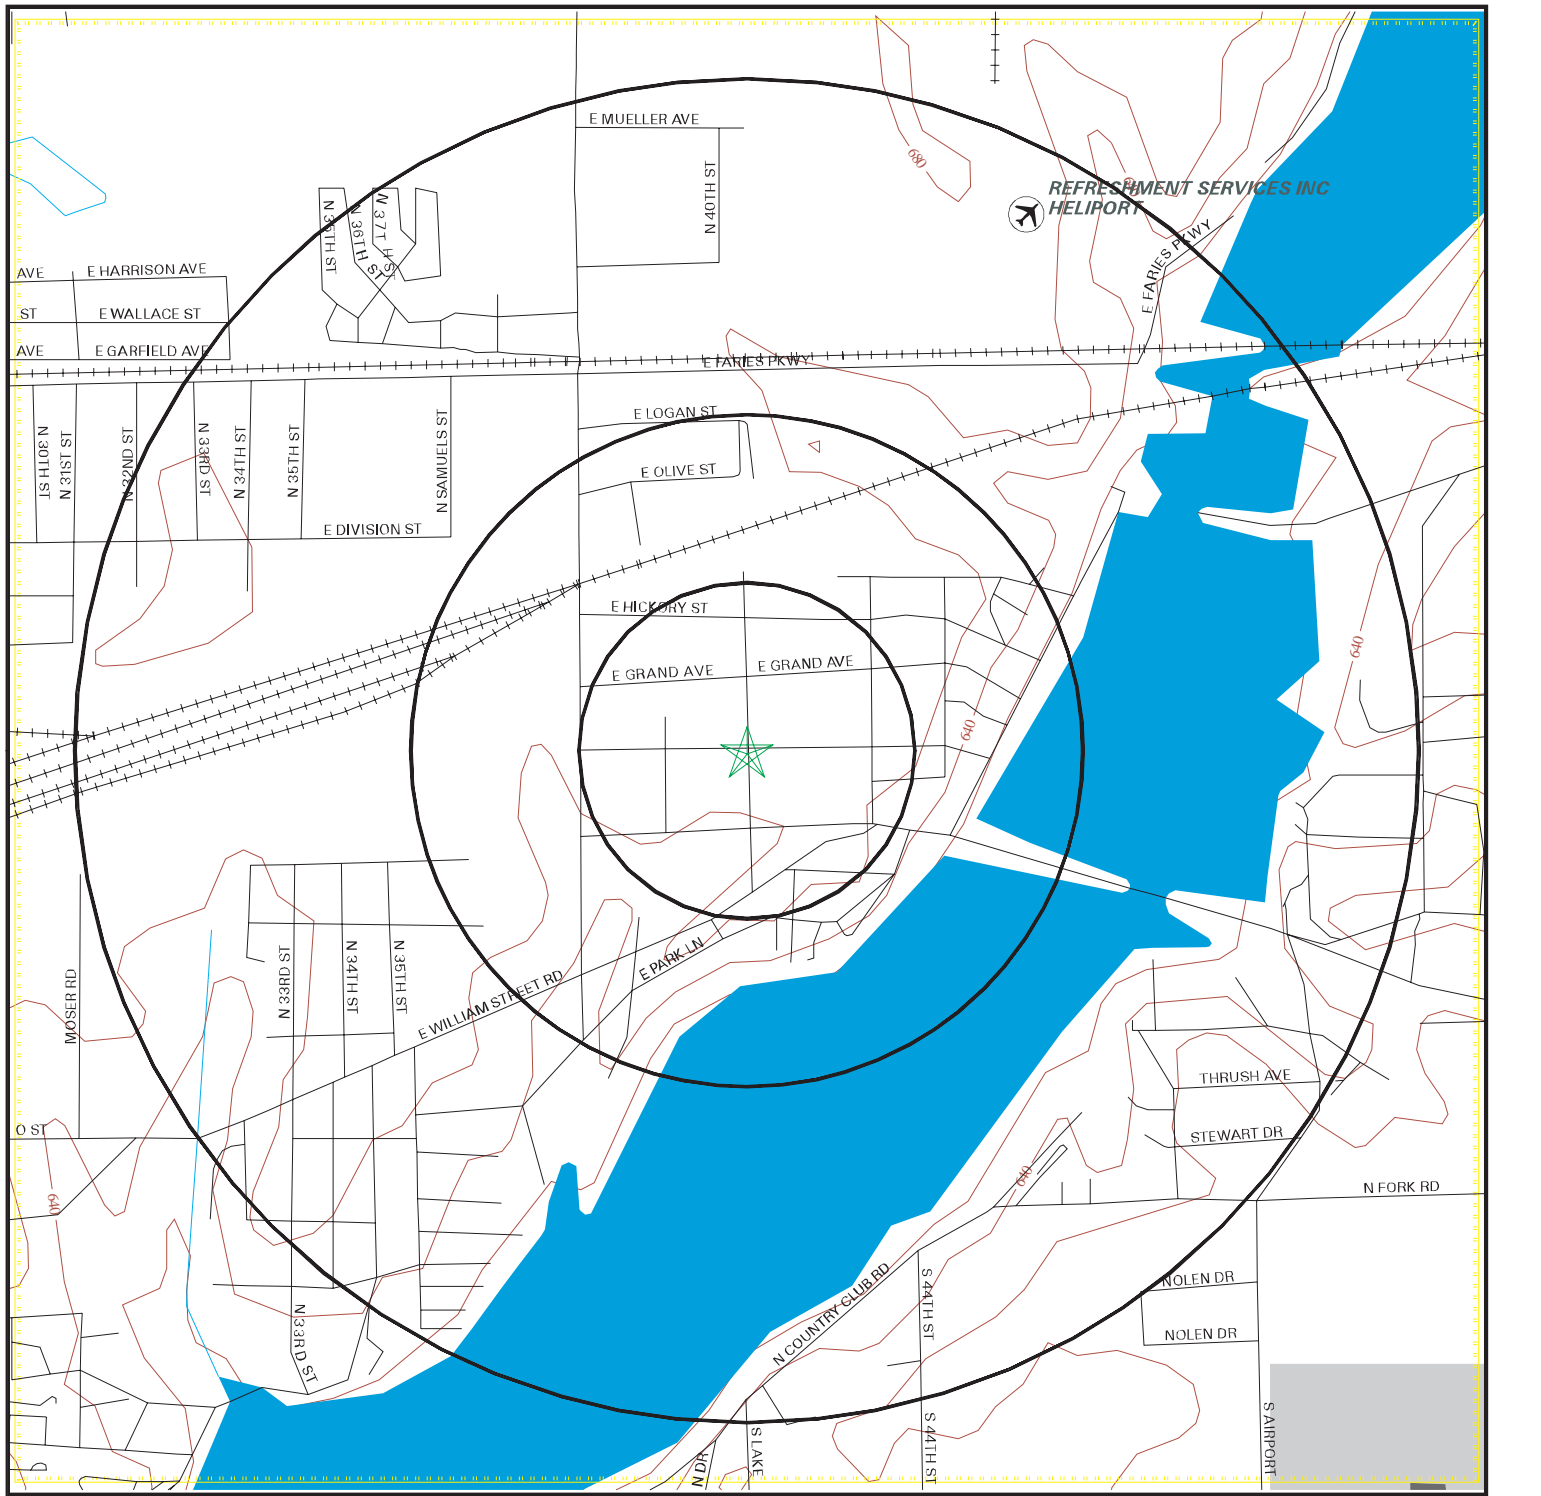 E MUELLER AVE
680
N 40TH ST
REFRESHMENT SERVICES INC
HELIPORT
N 36TH ST
N 37T H ST
E FARIES PKWY
AVE
E HARRISON AVE
ST
E WALLACE ST
AVE
E GARFIELD AVE
E FARIES PKWY
E LOGAN ST
N 30TH ST
N 31ST ST
N 32ND ST
N 33RD ST
N 34TH ST
N 35TH ST
N SAMUELS ST
E OLIVE ST
E DIVISION ST
E HICKORY ST
640
E GRAND AVE
E GRAND AVE
640
MOSER RD
N 33RD ST
N 34TH ST
N 35TH ST
E PARK LN
E WILLIAM STREET RD
THRUSH AVE
O ST
STEWART DR
640
640
N FORK RD
NOLEN DR
S 44TH ST
N COUNTRY CLUB RD
N 33RD ST
NOLEN DR
S LAKE
S 44TH ST
S AIRPORT
N DR